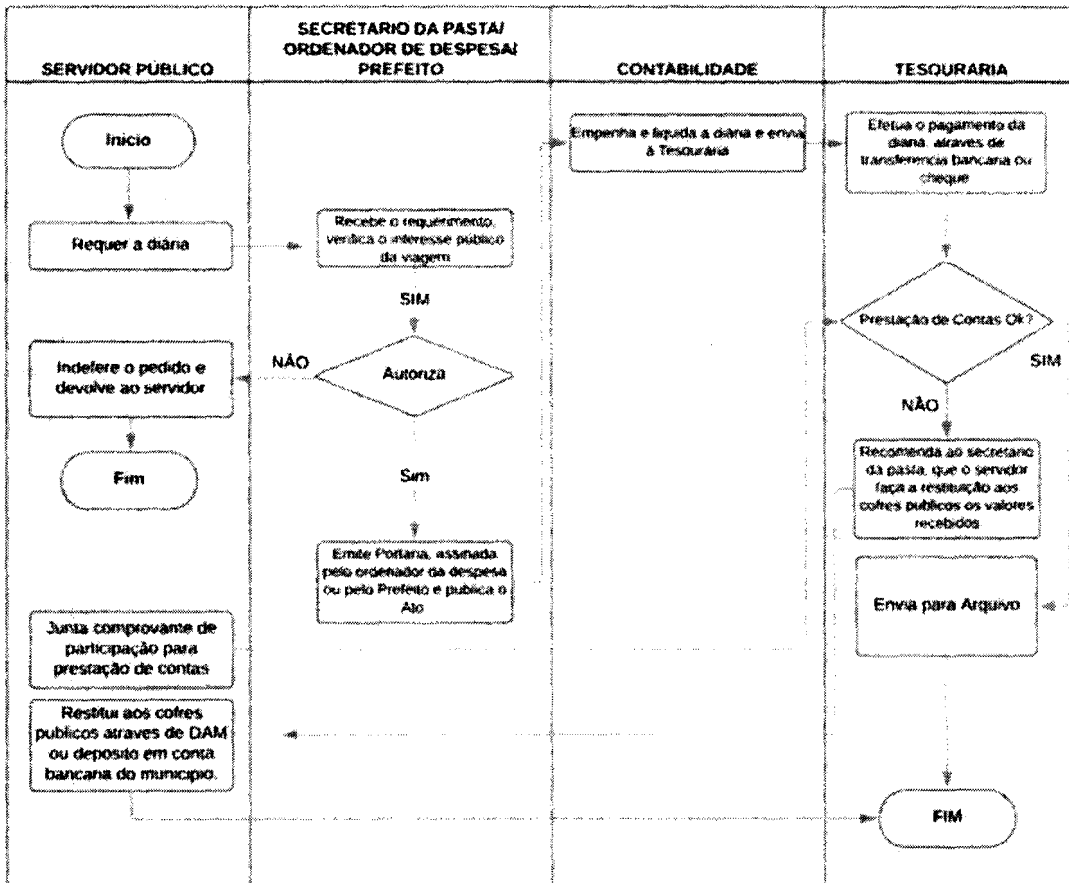 SERVIDOR PÚBLICO
SECRETARIO DA PASTA/
ORDENADOR DE DESPESA/
PREFEITO
CONTABILIDADE
TESOURARIA
Inicio
Requer a diária
Recebe o requerimento,
verifica o interesse público
da viagem
SIM
Autoriza
NÃO
Indefere o pedido e
devolve ao servidor
Fim
Sim
Emite Portaria, assinada
pelo ordenador da despesa
ou pelo Prefeito e publica o
Ato
Empenha e liquida a diária e envia
à Tesouraria
Efetua o pagamento da
diaria, atraves de
transferencia bancaria ou
cheque
Prestação de Contas Ok?
SIM
NÃO
Recomenda ao secretario
da pasta, que o servidor
faça a restituição aos
cofres publicos os valores
recebidos
Envia para Arquivo
Junta comprovante de
participação para
prestação de contas
Restitui aos cofres
publicos atraves de DAM
ou deposito em conta
bancaria do municipio.
FIM